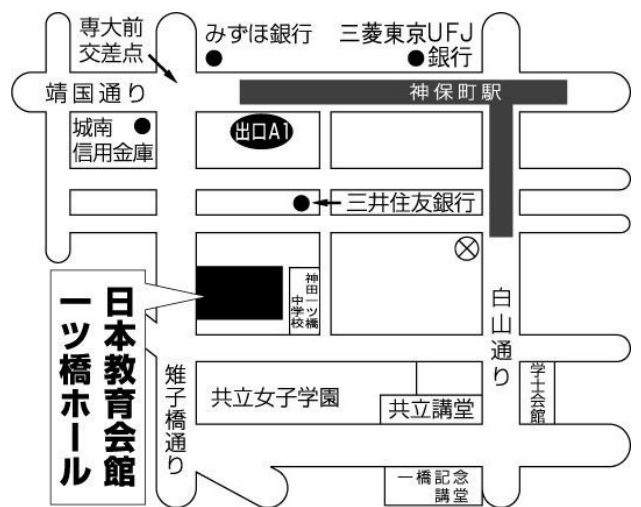 専大前
交差点
みずほ銀行
三菱東京UFJ
銀行
靖国通り
神保町駅
城南
信用金庫
出口A1
三井住友銀行
神田一ツ橋
中学校
日本教育会館
一ツ橋ホール
白山通り
雉子橋通り
共立女子学園
共立講堂
学士会館
一橋記念
講堂